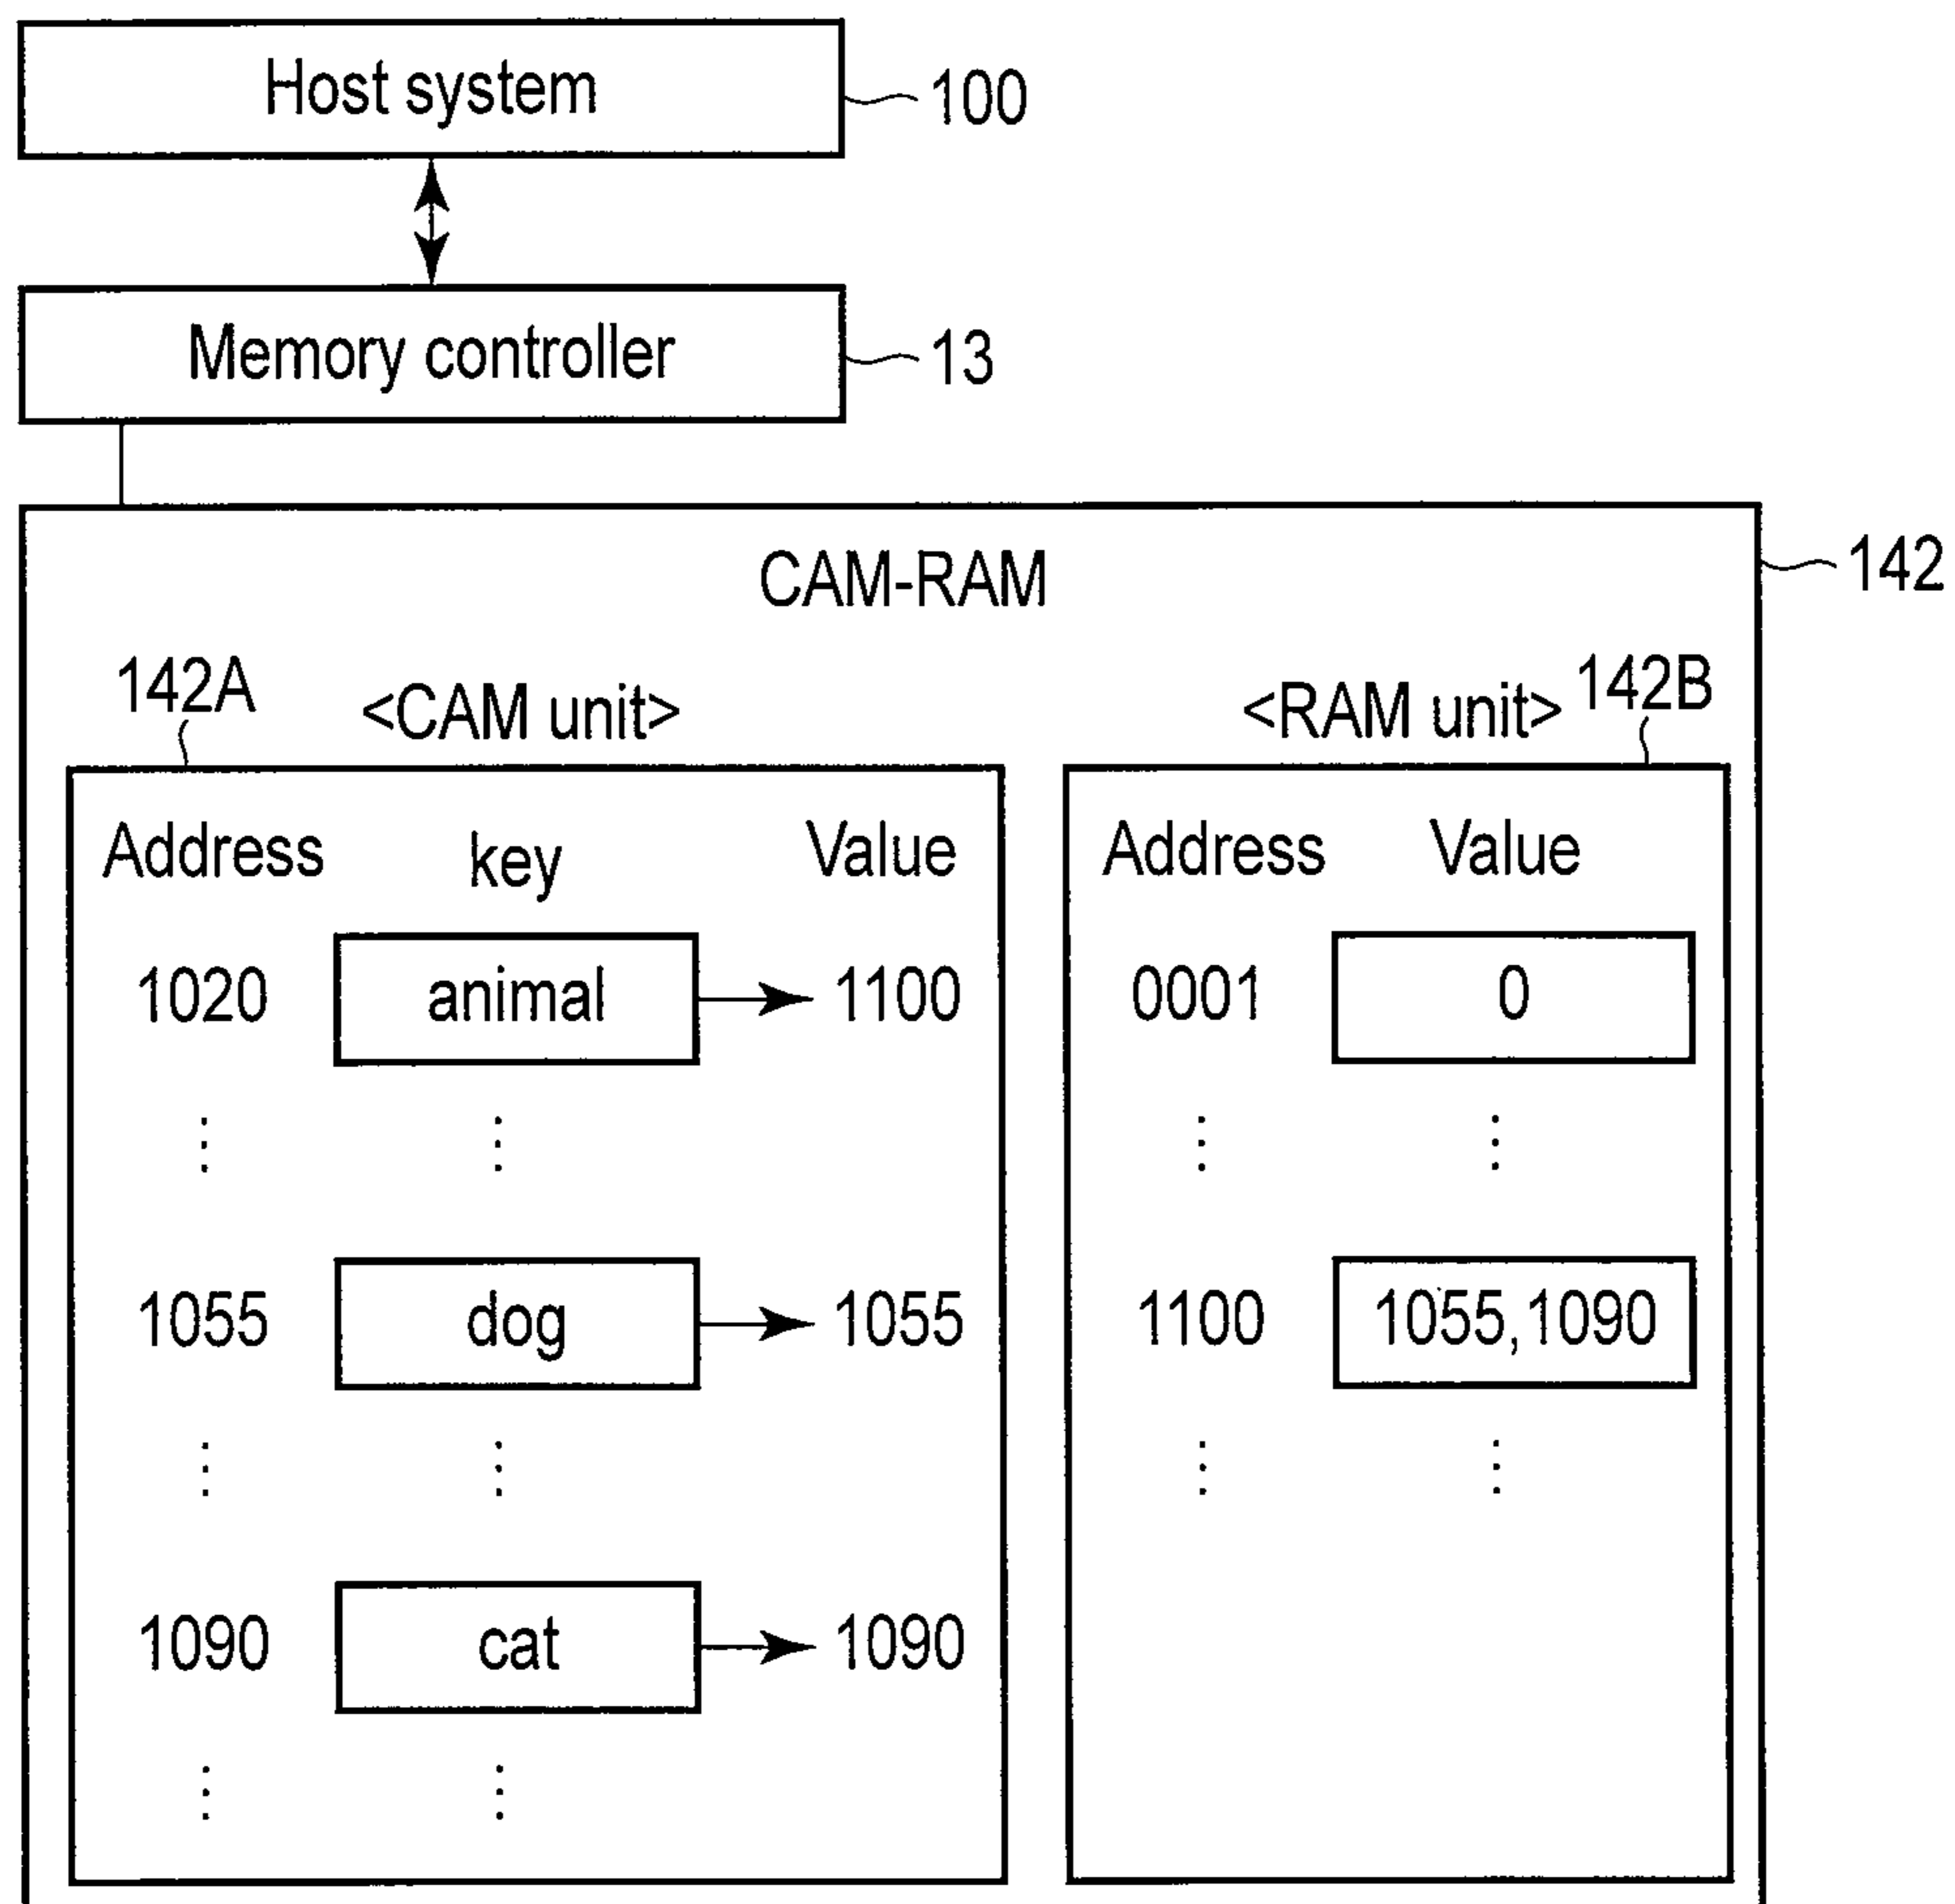 Host system
100
Memory controller
13
CAM-RAM
142
142A
<CAM unit>
Address key Value
1020 animal 1100
1055 dog 1055
1090 cat 1090
<RAM unit>
142B
Address Value
0001 0
1100 1055,1090